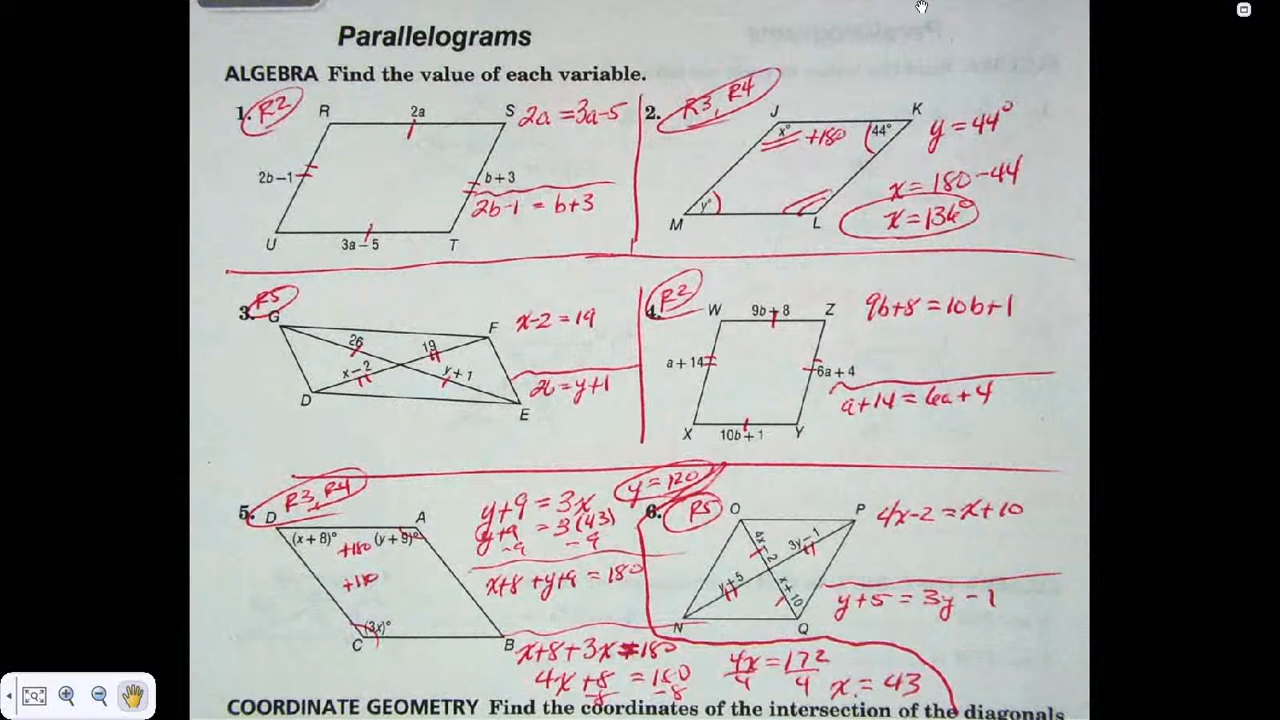 Parallelograms
ALGEBRA Find the value of each variable.
1. R2
R 2a S
2b−1
b+3
U 3a−5 T
2a = 3a-5
2b-1 = b+3
2. R3, R4
J K
x° +180 44°
y°
M L
y = 44°
x = 180-44
x = 136°
3. R5
G F
26 19
x−2 y+1
D E
x-2 = 19
26 = y+1
4. R2
W 9b+8 Z
a+14 6a+4
X 10b+1 Y
9b+8 = 10b+1
a+14 = 6a+4
5. R3, R4
D A
(x+8)° +180 (y+9)°
+180
(3x)°
C B
y+9 = 3x
y+9 = 3(43)
-9 -9
y = 120
x+8+y+9 = 180
x+8+3x = 180
4x+8 = 180
-8 -8
4x = 172
4 4
x = 43
6. R5
O P
4x−2 3y−1
y+5 x+10
N Q
4x-2 = x+10
y+5 = 3y-1
COORDINATE GEOMETRY Find the coordinates of the intersection of the diagonals